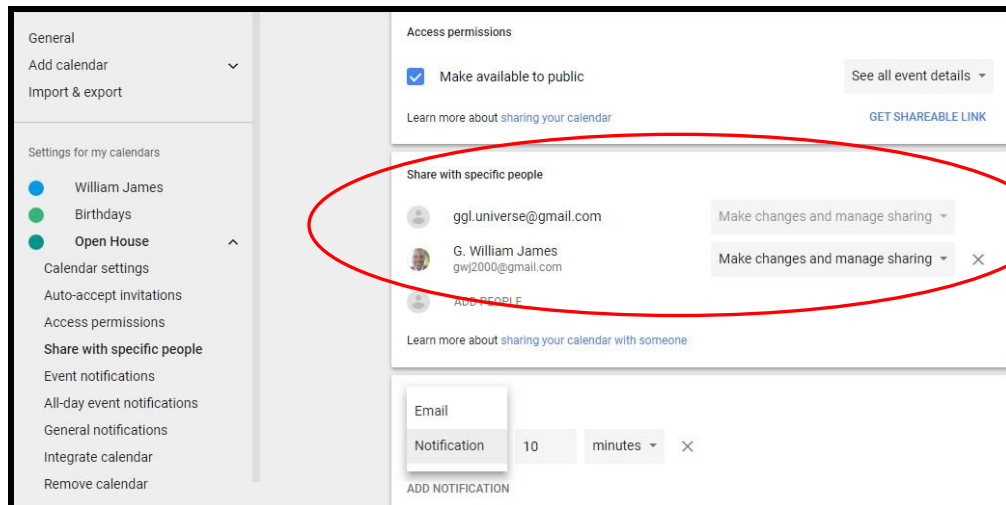 General
Add calendar
Import & export
Settings for my calendars
William James
Birthdays
Open House
Calendar settings
Auto-accept invitations
Access permissions
Share with specific people
Event notifications
All-day event notifications
General notifications
Integrate calendar
Remove calendar
Access permissions
Make available to public
See all event details
Learn more about sharing your calendar
GET SHAREABLE LINK
Share with specific people
ggl.universe@gmail.com
Make changes and manage sharing
G. William James
gwj2000@gmail.com
Make changes and manage sharing
ADD PEOPLE
Learn more about sharing your calendar with someone
Email
Notification 10 minutes
ADD NOTIFICATION